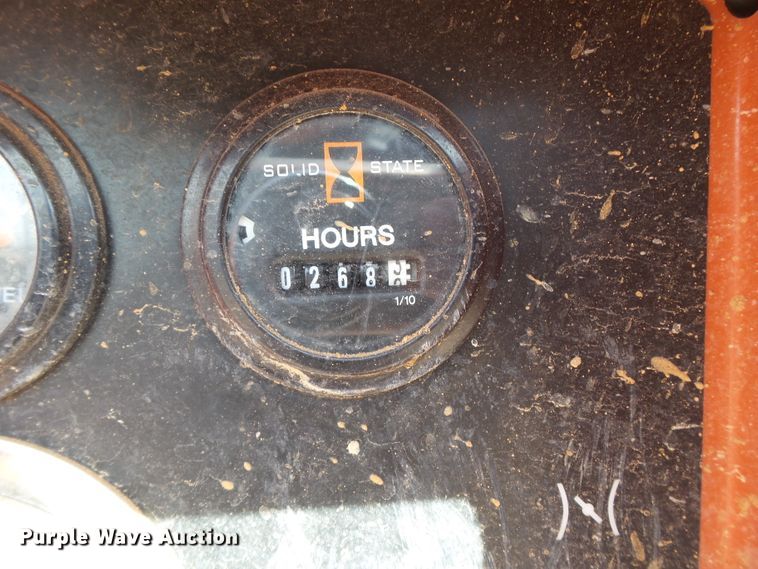 SOLID STATE
HOURS
0268
1/10
Purple Wave Auction